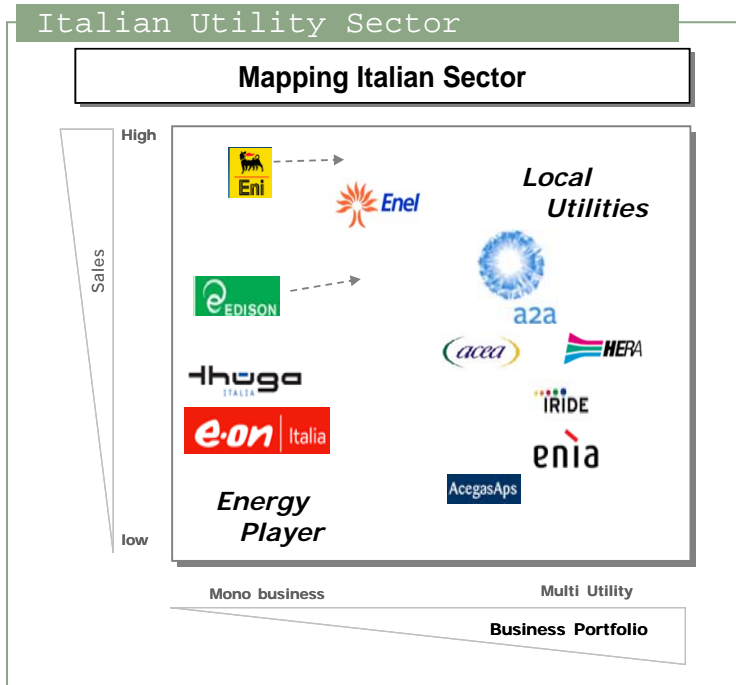 Italian Utility Sector
Mapping Italian Sector
High
Sales
low
Eni
Enel
Local
Utilities
EDISON
a2a
acea
HERA
thüga
ITALIA
IRIDE
e·on | Italia
enìa
AcegasAps
Energy
Player
Mono business
Multi Utility
Business Portfolio